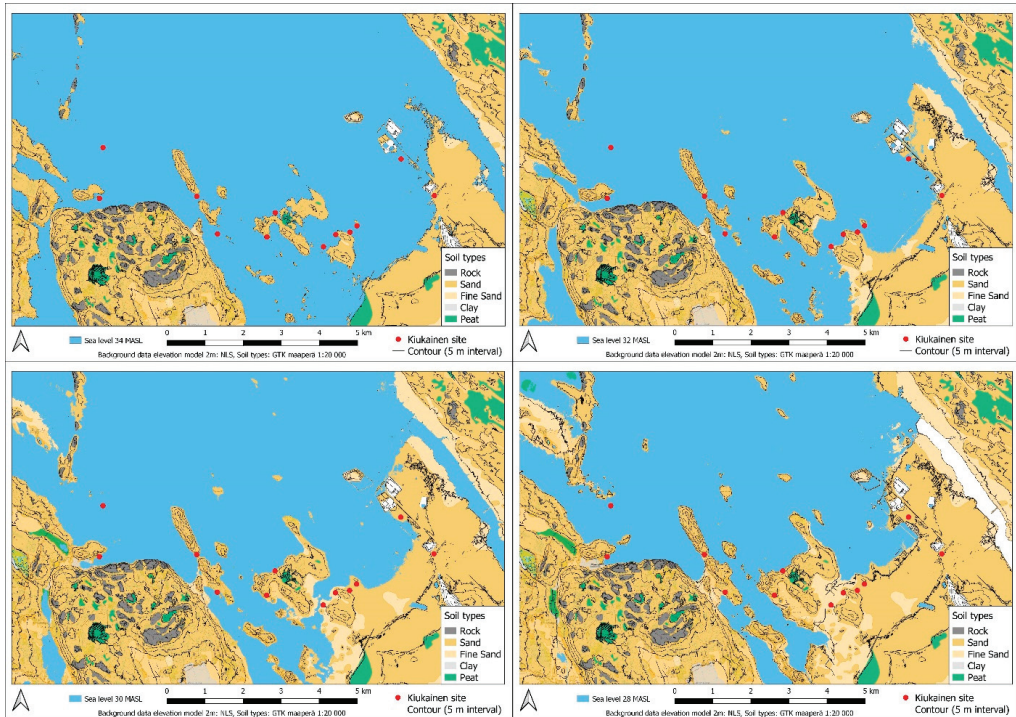 Soil types
Rock
Sand
Fine Sand
Clay
Peat
0 1 2 3 4 5 km
Sea level 34 MASL
Background data elevation model 2m: NLS, Soil types: GTK maaperä 1:20 000
Kiukainen site
Contour (5 m interval)
Soil types
Rock
Sand
Fine Sand
Clay
Peat
0 1 2 3 4 5 km
Sea level 32 MASL
Background data elevation model 2m: NLS, Soil types: GTK maaperä 1:20 000
Kiukainen site
Contour (5 m interval)
Soil types
Rock
Sand
Fine Sand
Clay
Peat
0 1 2 3 4 5 km
Sea level 30 MASL
Background data elevation model 2m: NLS, Soil types: GTK maaperä 1:20 000
Kiukainen site
Contour (5 m interval)
Soil types
Rock
Sand
Fine Sand
Clay
Peat
0 1 2 3 4 5 km
Sea level 28 MASL
Background data elevation model 2m: NLS, Soil types: GTK maaperä 1:20 000
Kiukainen site
Contour (5 m interval)